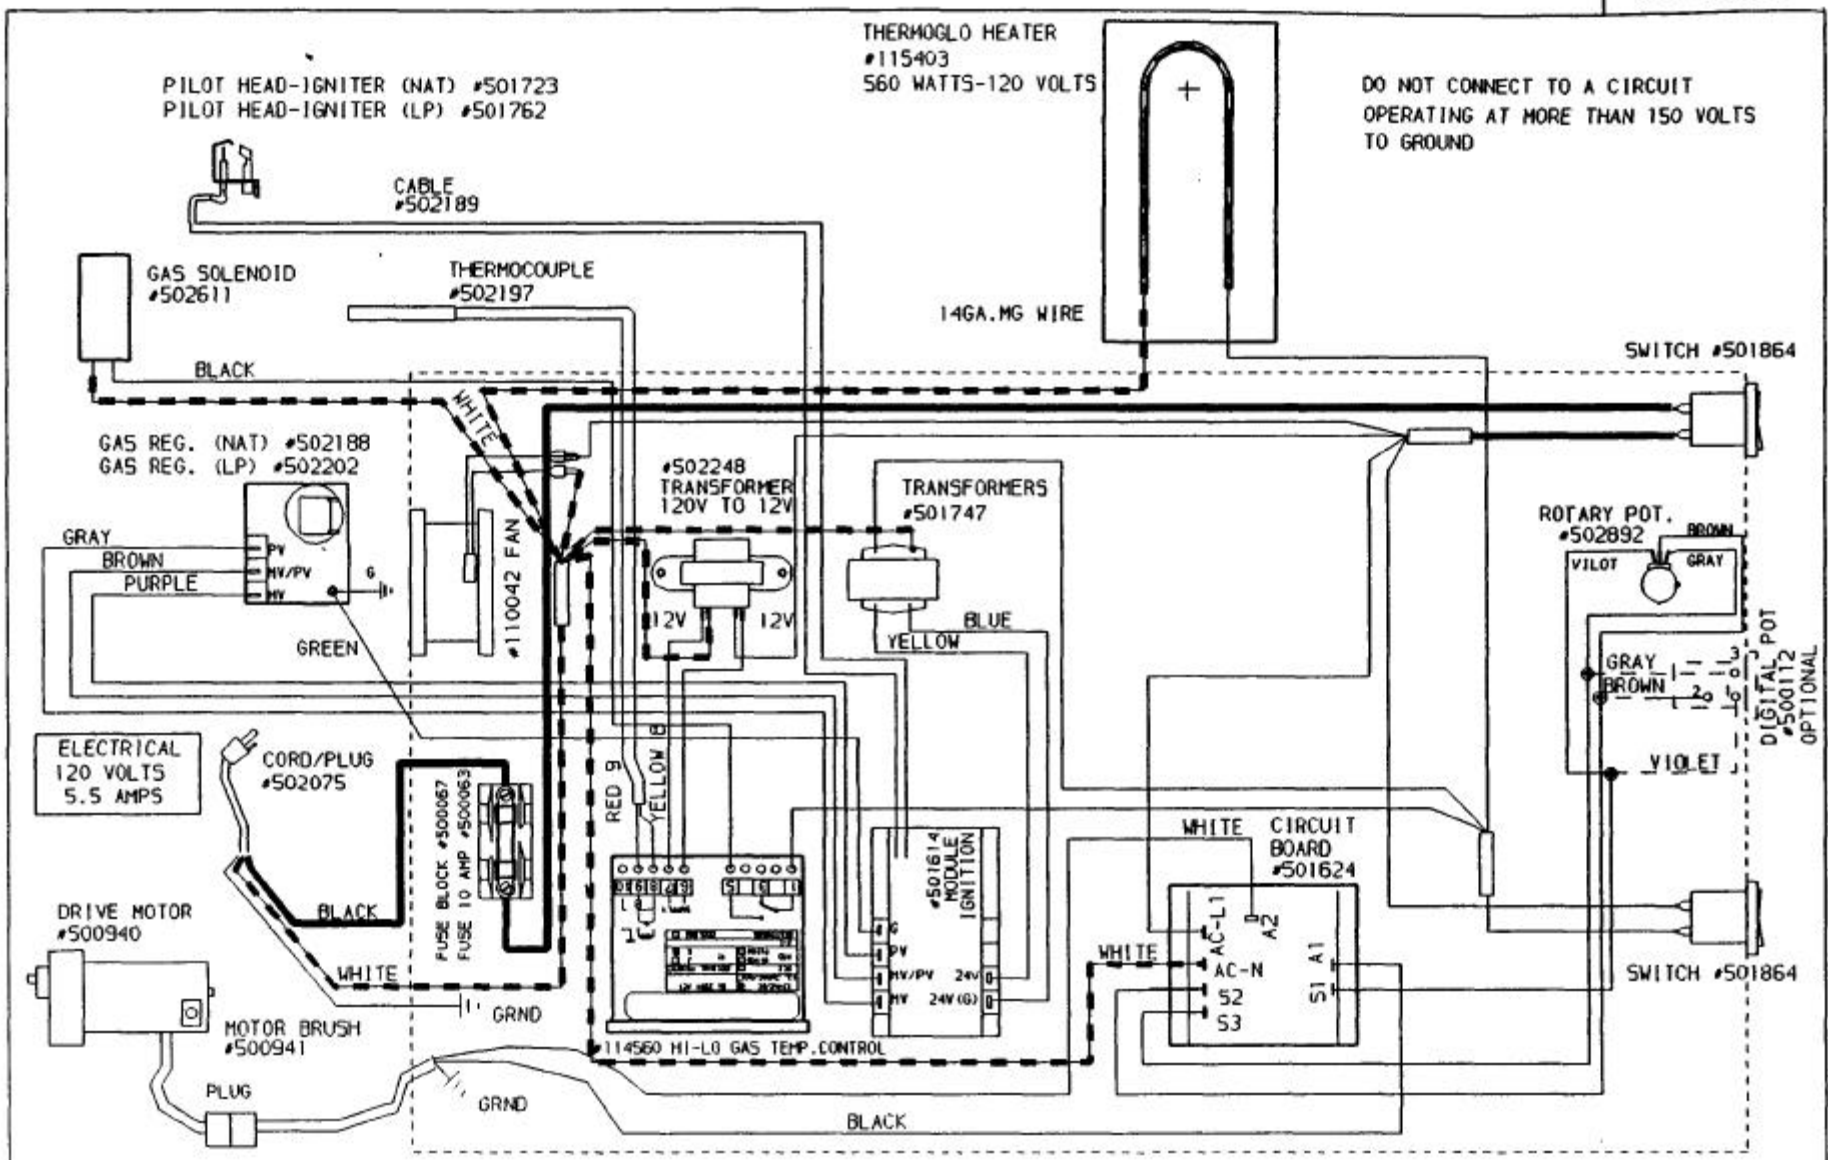 THERMOGLO HEATER
#115403
560 WATTS-120 VOLTS
PILOT HEAD-IGNITER (NAT) #501723
PILOT HEAD-IGNITER (LP) #501762
DO NOT CONNECT TO A CIRCUIT
OPERATING AT MORE THAN 150 VOLTS
TO GROUND
CABLE
#502189
GAS SOLENOID
#502611
THERMOCOUPLE
#502197
14GA.MG WIRE
SWITCH #501864
BLACK
WHITE
GAS REG. (NAT) #502188
GAS REG. (LP) #502202
#502248
TRANSFORMER
120V TO 12V
TRANSFORMERS
#501747
ROTARY POT.
#502892
BROWN
VILOT
GRAY
GRAY
BROWN
PURPLE
PV
MV/PV
MV
G
#110042 FAN
12V
12V
BLUE
YELLOW
GREEN
GRAY
BROWN
3
2
1
DIGITAL POT
#500112
OPTIONAL
VIOLET
ELECTRICAL
120 VOLTS
5.5 AMPS
CORD/PLUG
#502075
FUSE BLOCK #500067
FUSE 10 AMP #500063
RED 9
YELLOW 8
#501614
MODULE
IGNITION
WHITE
CIRCUIT
BOARD
#501624
DRIVE MOTOR
#500940
BLACK
WHITE
G
PV
MV/PV
MV
24V
24V(G)
WHITE
AC-L1
A2
AC-N
S2
S3
A1
S1
SWITCH #501864
GRND
MOTOR BRUSH
#500941
#114560 HI-LO GAS TEMP.CONTROL
PLUG
GRND
BLACK